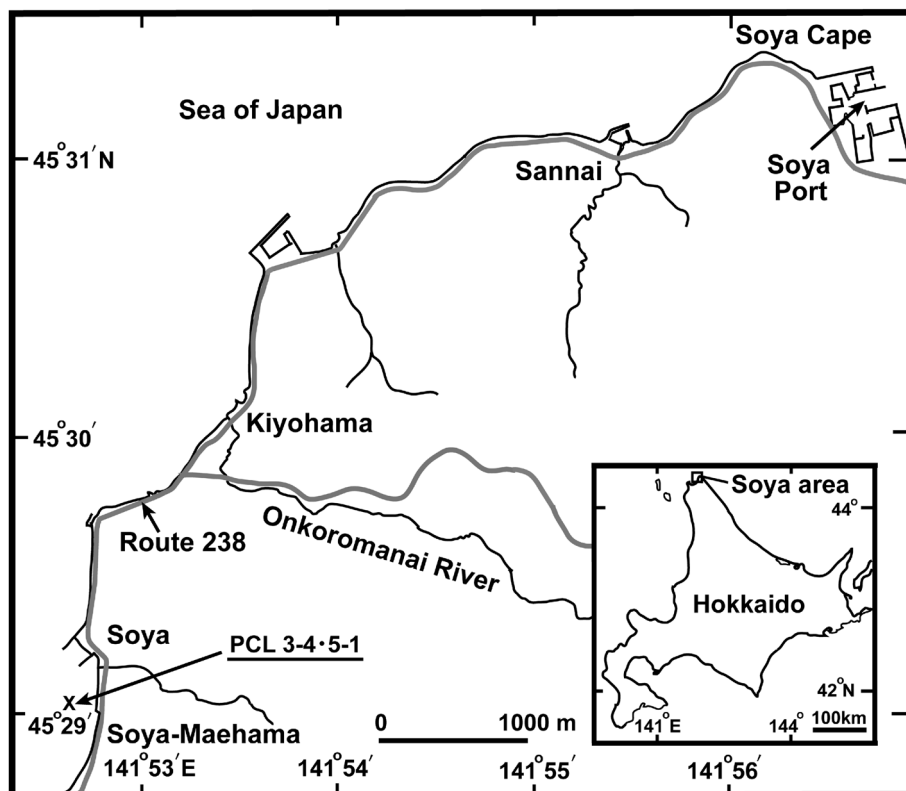 Soya Cape
Sea of Japan
45°31′N
Sannai
Soya
Port
Kiyohama
45°30′
Soya area
44°
Onkoromanai River
Route 238
Hokkaido
Soya
PCL 3-4・5-1
x
42°N
45°29′
Soya-Maehama
0 1000 m
141°E 144° 100km
141°53′E 141°54′ 141°55′ 141°56′